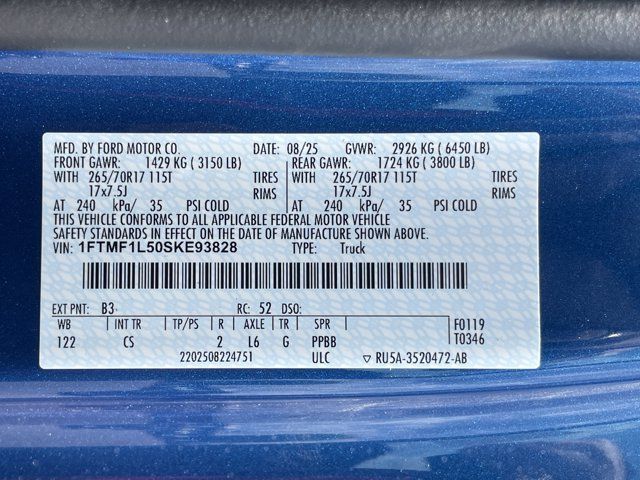 MFD. BY FORD MOTOR CO. DATE: 08/25 GVWR: 2926 KG ( 6450 LB)
FRONT GAWR: 1429 KG ( 3150 LB) REAR GAWR: 1724 KG ( 3800 LB)
WITH 265/70R17 115T TIRES WITH 265/70R17 115T TIRES
17x7.5J RIMS 17x7.5J RIMS
AT 240 kPa/ 35 PSI COLD AT 240 kPa/ 35 PSI COLD
THIS VEHICLE CONFORMS TO ALL APPLICABLE FEDERAL MOTOR VEHICLE
SAFETY STANDARDS IN EFFECT ON THE DATE OF MANUFACTURE SHOWN ABOVE.
VIN: 1FTMF1L50SKE93828 TYPE: Truck
EXT PNT: B3 RC: 52 DSO:
WB INT TR TP/PS R AXLE TR SPR F0119
122 CS 2 L6 G PPBB T0346
2202508224751 ULC ▽ RU5A-3520472-AB